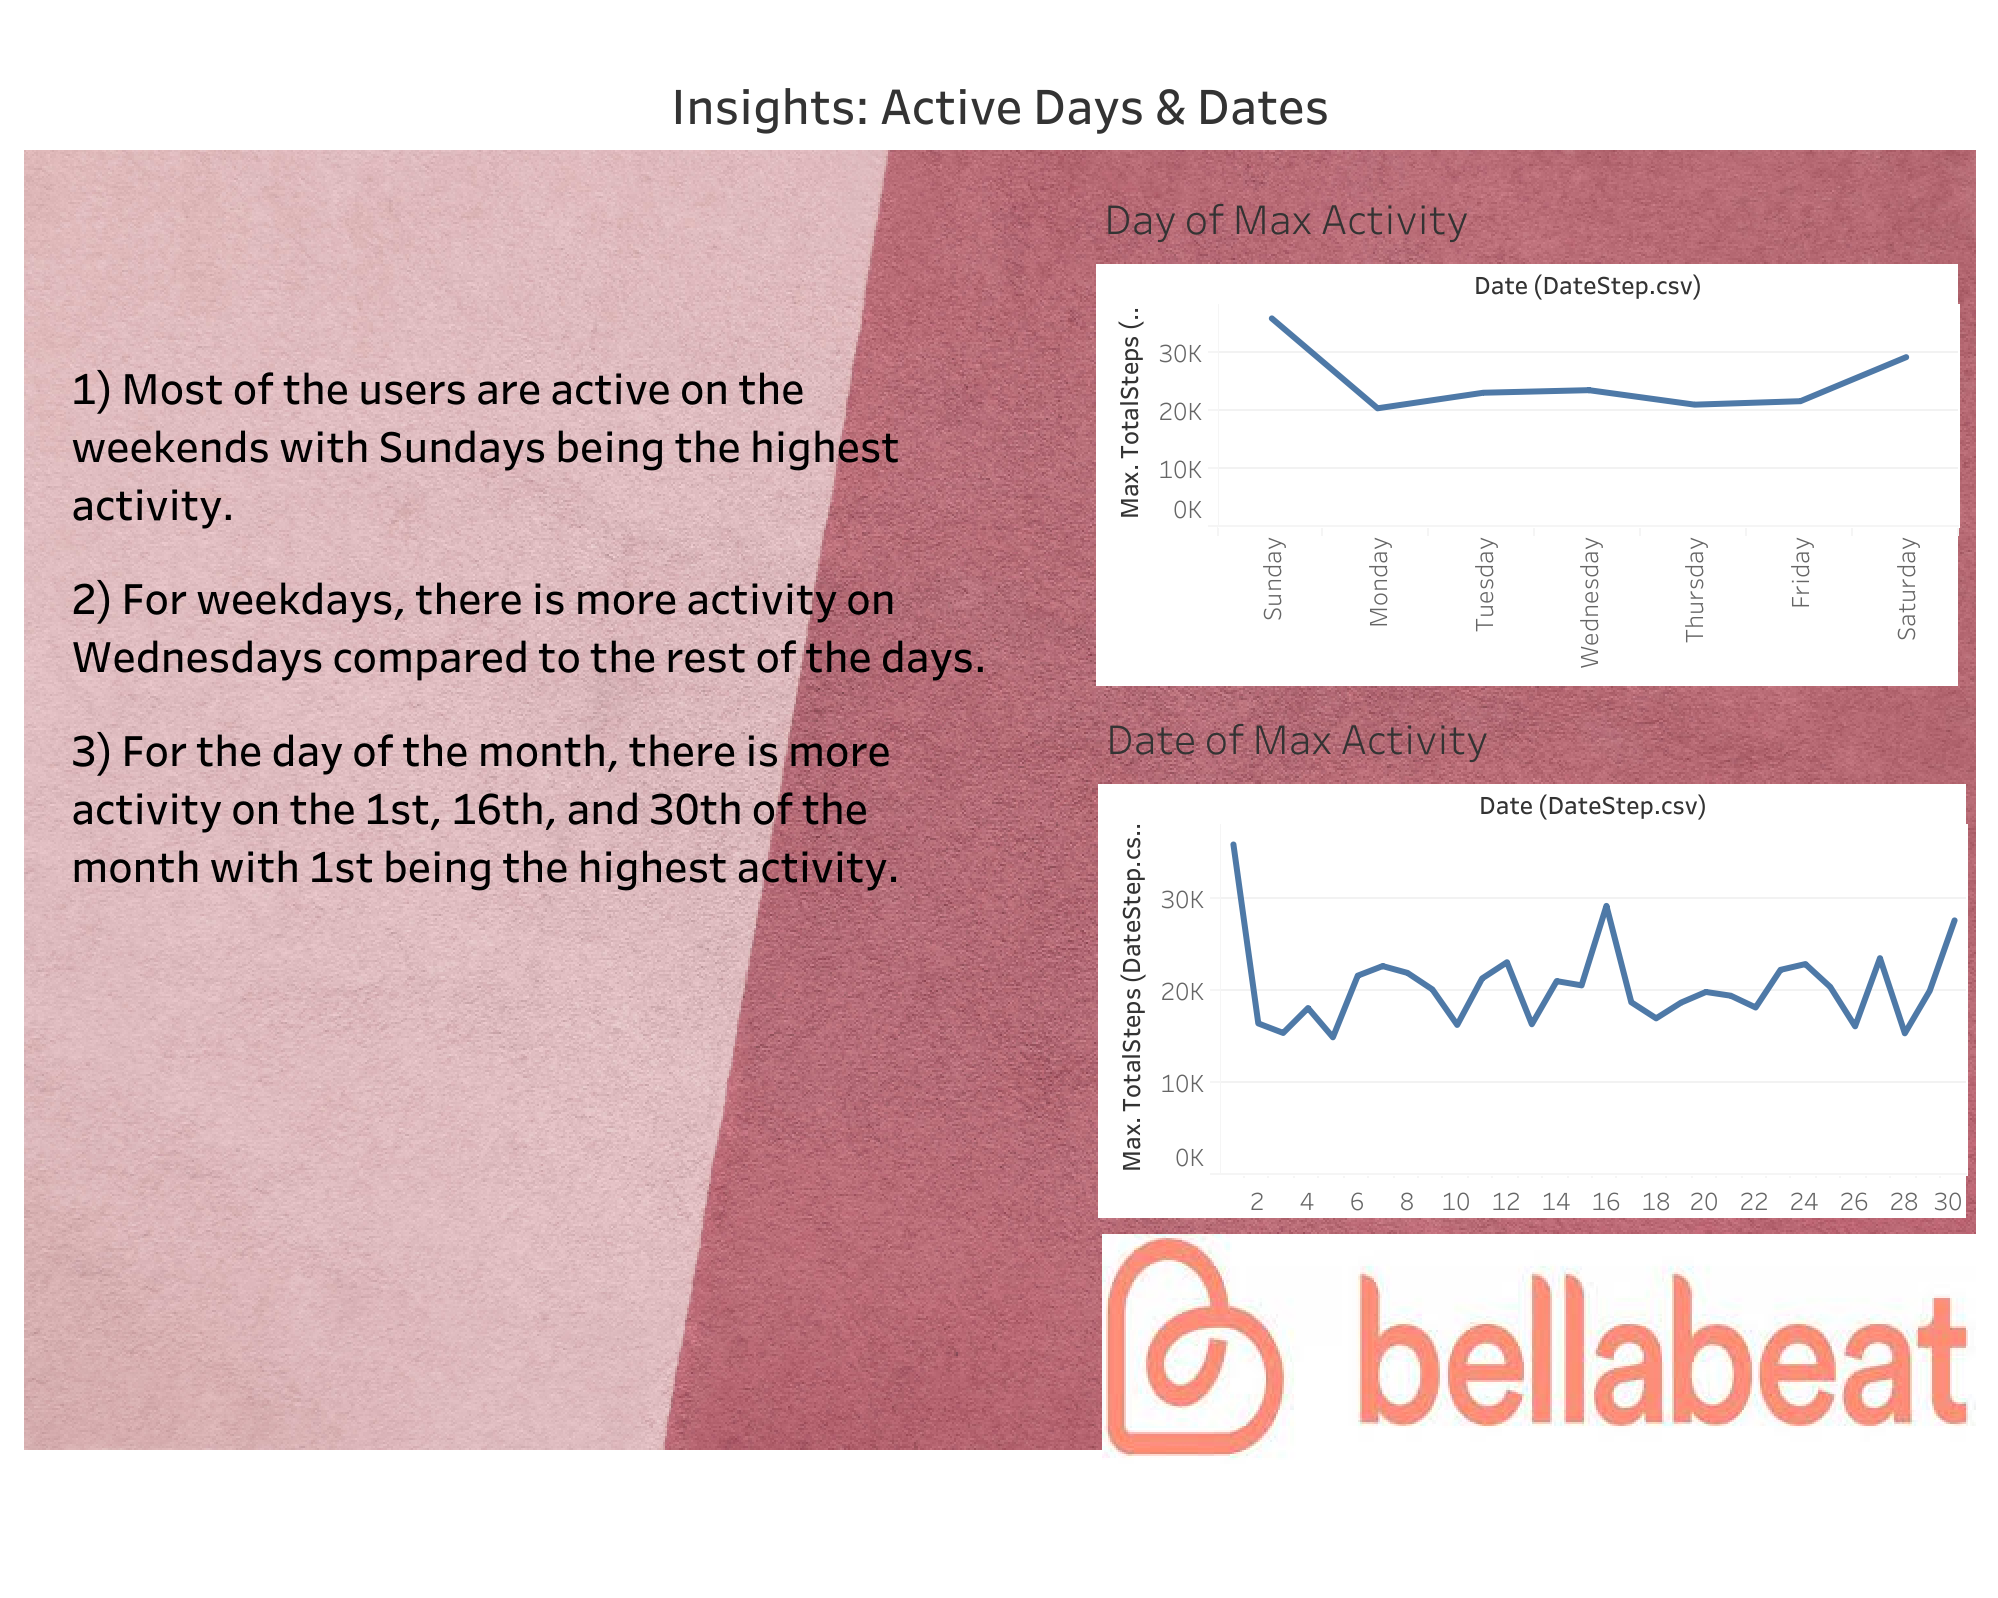 Insights: Active Days & Dates
1) Most of the users are active on the
weekends with Sundays being the highest
activity.
2) For weekdays, there is more activity on
Wednesdays compared to the rest of the days.
3) For the day of the month, there is more
activity on the 1st, 16th, and 30th of the
month with 1st being the highest activity.
Day of Max Activity
Date (DateStep.csv)
Max. TotalSteps (..
30K
20K
10K
0K
Sunday
Monday
Tuesday
Wednesday
Thursday
Friday
Saturday
Date of Max Activity
Date (DateStep.csv)
Max. TotalSteps (DateStep.cs..
30K
20K
10K
0K
2 4 6 8 10 12 14 16 18 20 22 24 26 28 30
bellabeat